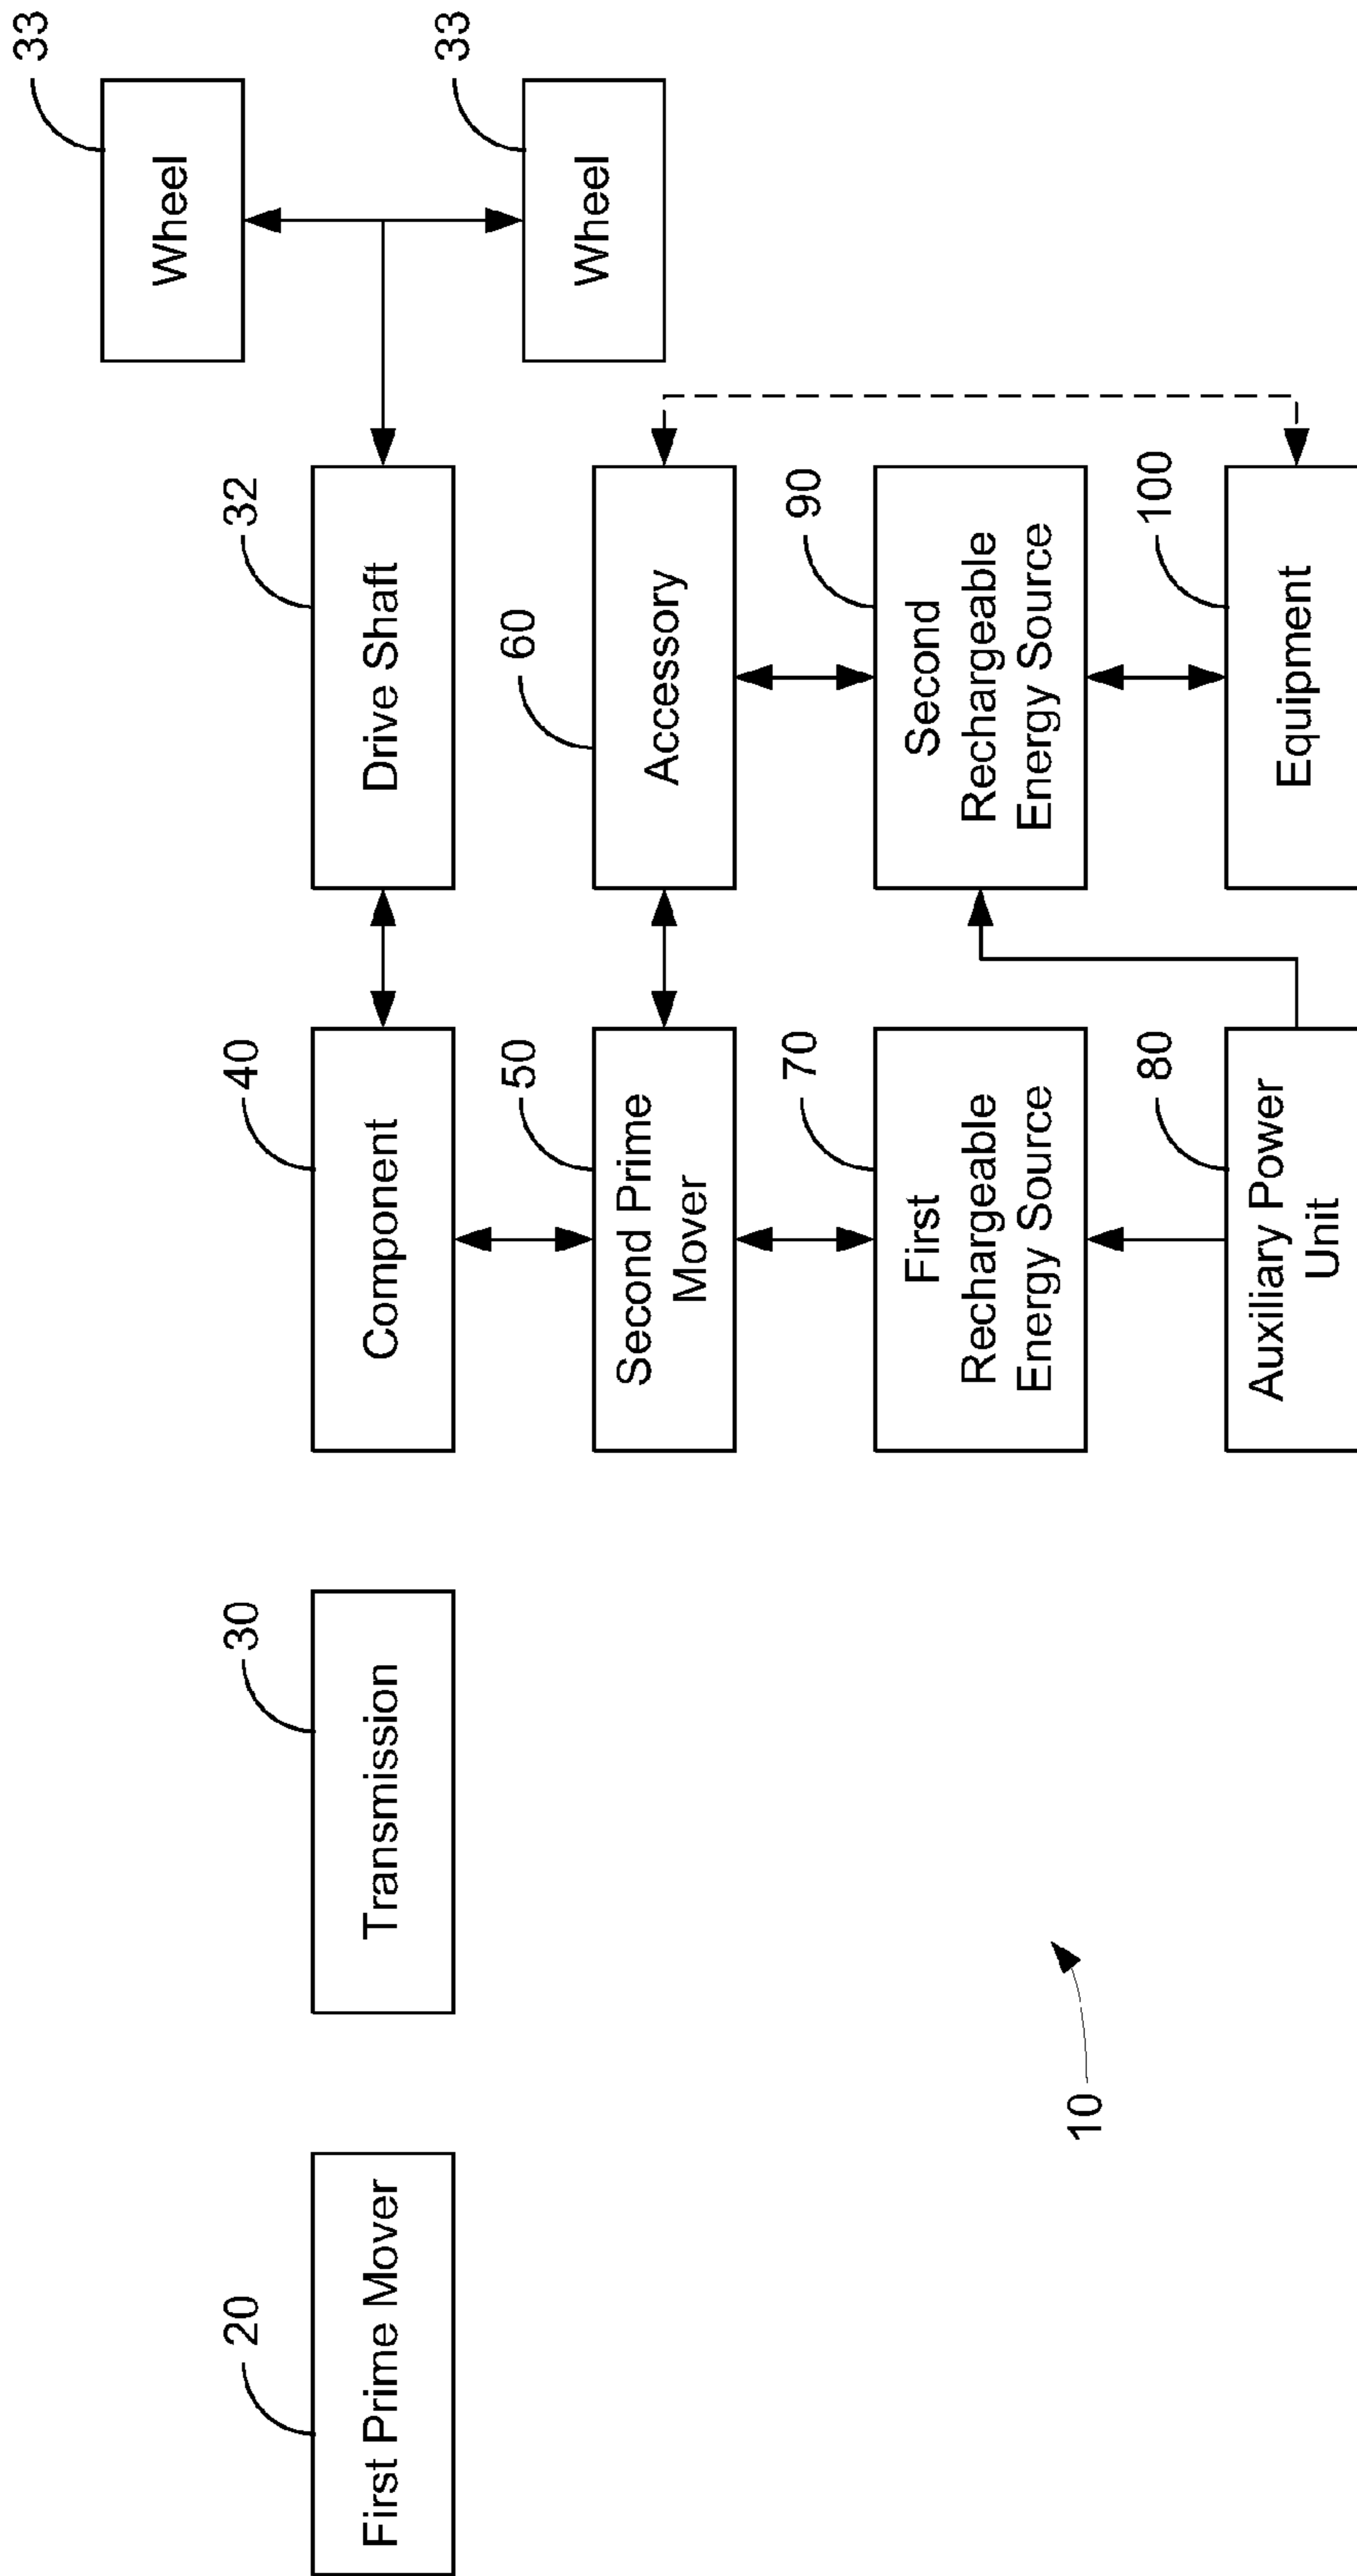 33
Wheel
33
Wheel
20
First Prime Mover
30
Transmission
40
Component
32
Drive Shaft
50
Second Prime
Mover
60
Accessory
70
First
Rechargeable
Energy Source
90
Second
Rechargeable
Energy Source
80
Auxiliary Power
Unit
100
Equipment
10